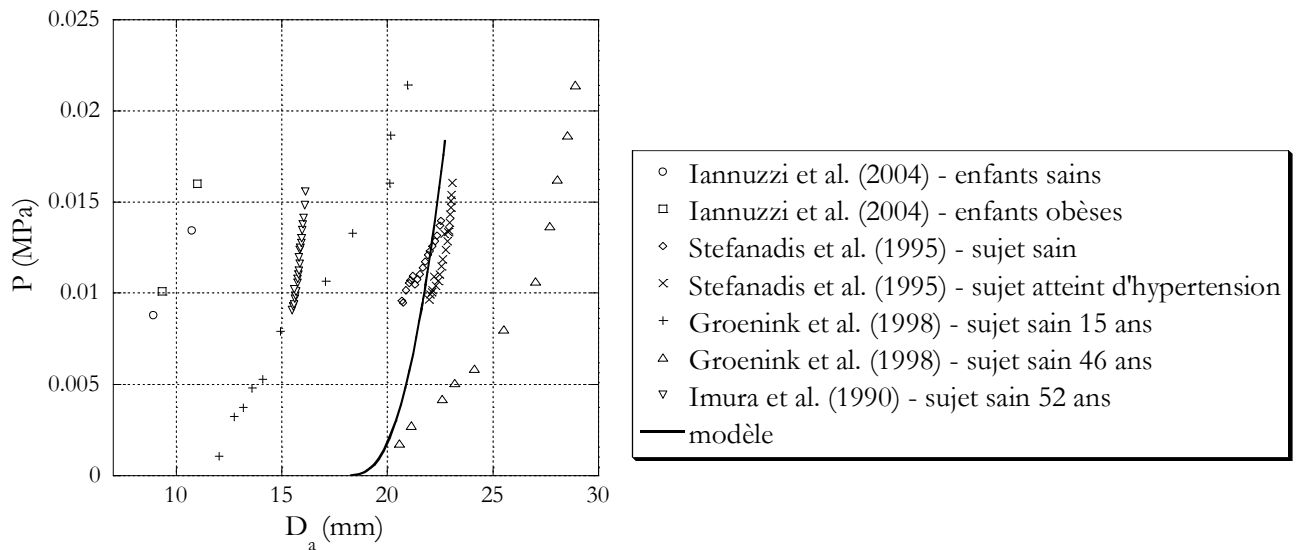 0.025
0.02
0.015
0.01
0.005
0
P (MPa)
10
15
20
25
30
D_a (mm)
Iannuzzi et al. (2004) - enfants sains
Iannuzzi et al. (2004) - enfants obèses
Stefanadis et al. (1995) - sujet sain
Stefanadis et al. (1995) - sujet atteint d'hypertension
Groenink et al. (1998) - sujet sain 15 ans
Groenink et al. (1998) - sujet sain 46 ans
Imura et al. (1990) - sujet sain 52 ans
modèle